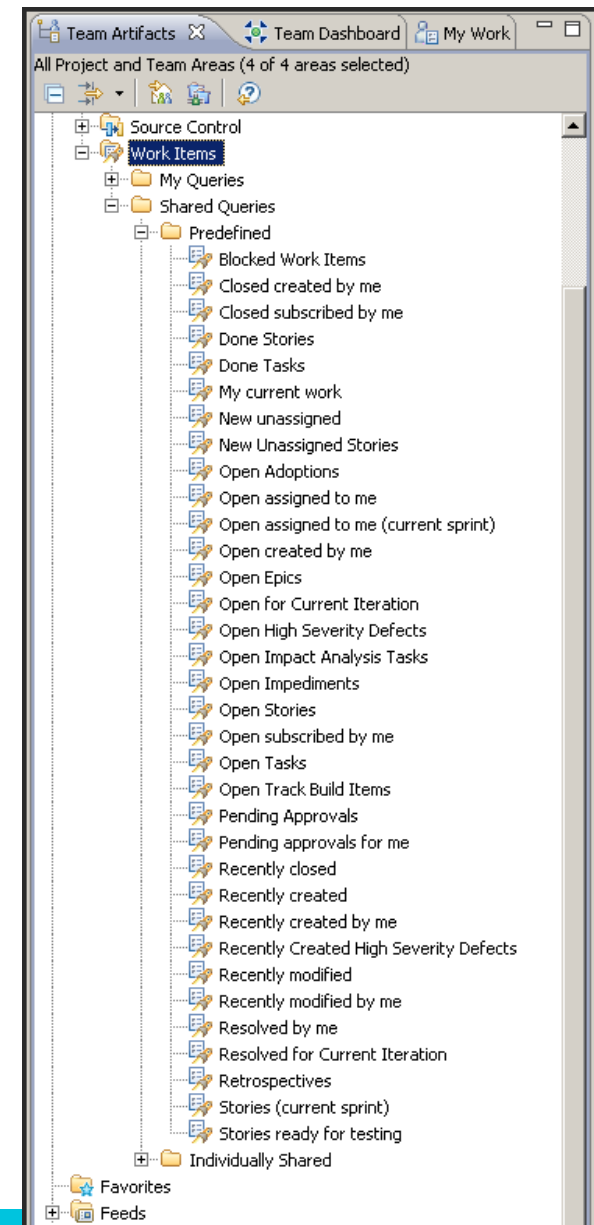 Team Artifacts Team Dashboard My Work
All Project and Team Areas (4 of 4 areas selected)
Source Control
Work Items
My Queries
Shared Queries
Predefined
Blocked Work Items
Closed created by me
Closed subscribed by me
Done Stories
Done Tasks
My current work
New unassigned
New Unassigned Stories
Open Adoptions
Open assigned to me
Open assigned to me (current sprint)
Open created by me
Open Epics
Open for Current Iteration
Open High Severity Defects
Open Impact Analysis Tasks
Open Impediments
Open Stories
Open subscribed by me
Open Tasks
Open Track Build Items
Pending Approvals
Pending approvals for me
Recently closed
Recently created
Recently created by me
Recently Created High Severity Defects
Recently modified
Recently modified by me
Resolved by me
Resolved for Current Iteration
Retrospectives
Stories (current sprint)
Stories ready for testing
Individually Shared
Favorites
Feeds